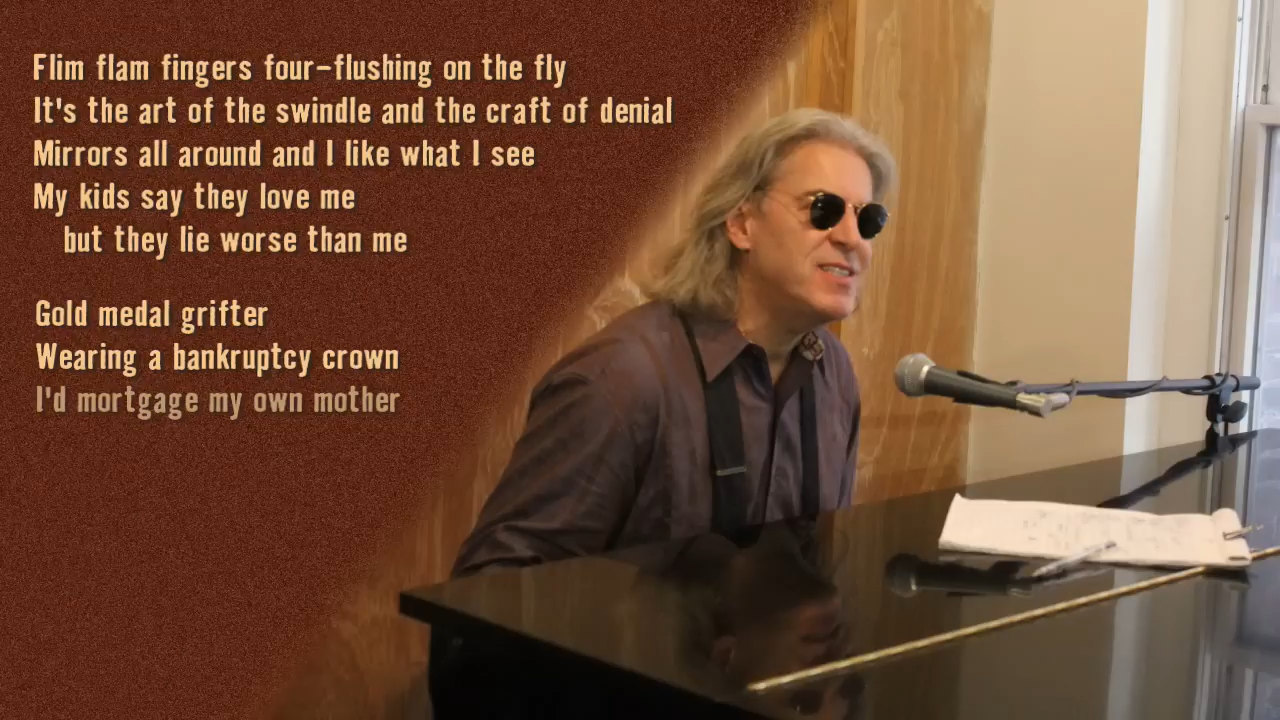 Flim flam fingers four-flushing on the fly
It's the art of the swindle and the craft of denial
Mirrors all around and I like what I see
My kids say they love me
but they lie worse than me
Gold medal grifter
Wearing a bankruptcy crown
I'd mortgage my own mother